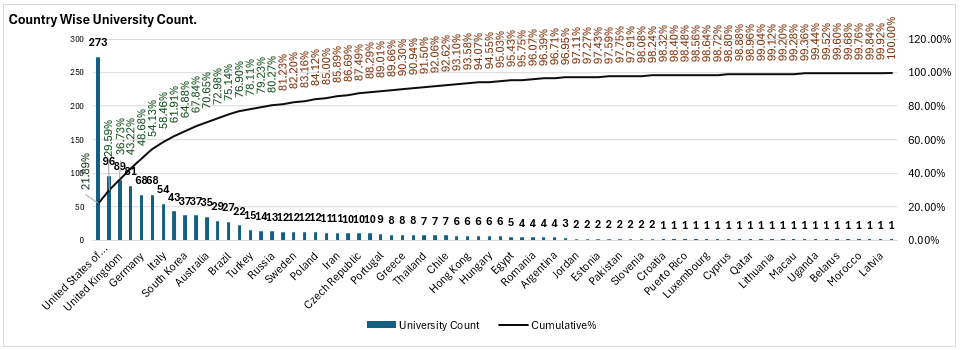 Country Wise University Count.
300
250
200
150
100
50
0
120.00%
100.00%
80.00%
60.00%
40.00%
20.00%
0.00%
21.89% 29.59% 36.73% 43.22% 48.68% 54.13% 58.46% 61.91% 64.88% 67.84% 70.65% 72.98% 75.14% 76.90% 78.11% 79.23% 80.27% 81.23% 82.20% 83.16% 84.12% 85.00% 85.89% 86.69% 87.49% 88.29% 89.01% 89.66% 90.30% 90.94% 91.50% 92.06% 92.62% 93.10% 93.58% 94.07% 94.55% 95.03% 95.43% 95.75% 96.07% 96.39% 96.71% 96.95% 97.11% 97.27% 97.43% 97.59% 97.75% 97.91% 98.08% 98.24% 98.32% 98.40% 98.48% 98.56% 98.64% 98.72% 98.80% 98.88% 98.96% 99.04% 99.12% 99.20% 99.28% 99.36% 99.44% 99.52% 99.60% 99.68% 99.76% 99.84% 99.92% 100.00%
273 96 89 81 68 68 54 43 37 37 35 29 27 22 15 14 13 12 12 12 12 11 11 10 10 10 9 8 8 8 7 7 7 6 6 6 6 6 5 4 4 4 4 3 2 2 2 2 2 2 2 2 1 1 1 1 1 1 1 1 1 1 1 1 1 1 1 1 1 1 1 1 1 1
United States of...
United Kingdom
Germany
Italy
South Korea
Australia
Brazil
Turkey
Russia
Sweden
Poland
Iran
Czech Republic
Portugal
Greece
Thailand
Chile
Hong Kong
Hungary
Egypt
Romania
Argentina
Jordan
Estonia
Pakistan
Slovenia
Croatia
Puerto Rico
Luxembourg
Cyprus
Qatar
Lithuania
Macau
Uganda
Belarus
Morocco
Latvia
University Count
Cumulative%